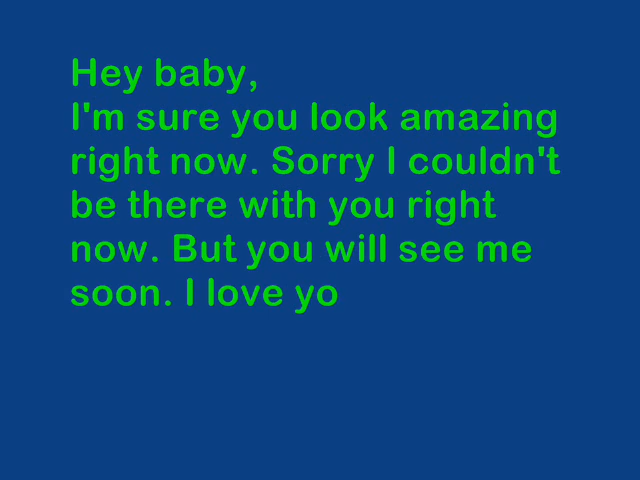 Hey baby,
I'm sure you look amazing
right now. Sorry I couldn't
be there with you right
now. But you will see me
soon. I love yo